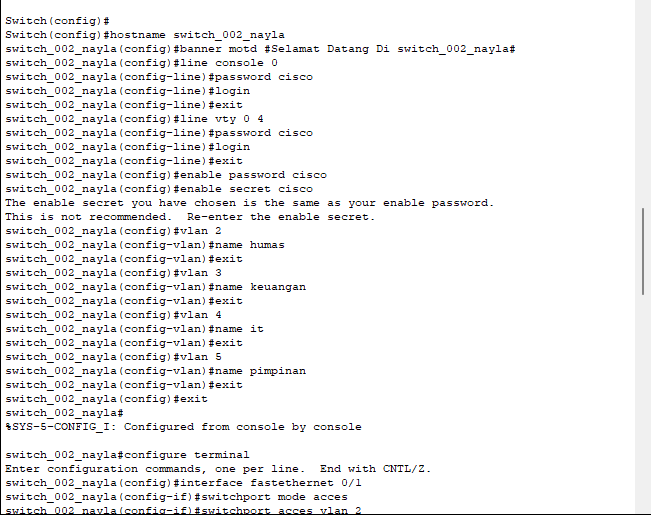 Switch(config)#
Switch(config)#hostname switch_002_nayla
switch_002_nayla(config)#banner motd #Selamat Datang Di switch_002_nayla#
switch_002_nayla(config)#line console 0
switch_002_nayla(config-line)#password cisco
switch_002_nayla(config-line)#login
switch_002_nayla(config-line)#exit
switch_002_nayla(config)#line vty 0 4
switch_002_nayla(config-line)#password cisco
switch_002_nayla(config-line)#login
switch_002_nayla(config-line)#exit
switch_002_nayla(config)#enable password cisco
switch_002_nayla(config)#enable secret cisco
The enable secret you have chosen is the same as your enable password.
This is not recommended.  Re-enter the enable secret.
switch_002_nayla(config)#vlan 2
switch_002_nayla(config-vlan)#name humas
switch_002_nayla(config-vlan)#exit
switch_002_nayla(config)#vlan 3
switch_002_nayla(config-vlan)#name keuangan
switch_002_nayla(config-vlan)#exit
switch_002_nayla(config)#vlan 4
switch_002_nayla(config-vlan)#name it
switch_002_nayla(config-vlan)#exit
switch_002_nayla(config)#vlan 5
switch_002_nayla(config-vlan)#name pimpinan
switch_002_nayla(config-vlan)#exit
switch_002_nayla(config)#exit
switch_002_nayla#
%SYS-5-CONFIG_I: Configured from console by console
switch_002_nayla#configure terminal
Enter configuration commands, one per line.  End with CNTL/Z.
switch_002_nayla(config)#interface fastethernet 0/1
switch_002_nayla(config-if)#switchport mode acces
switch_002_nayla(config-if)#switchport acces vlan 2